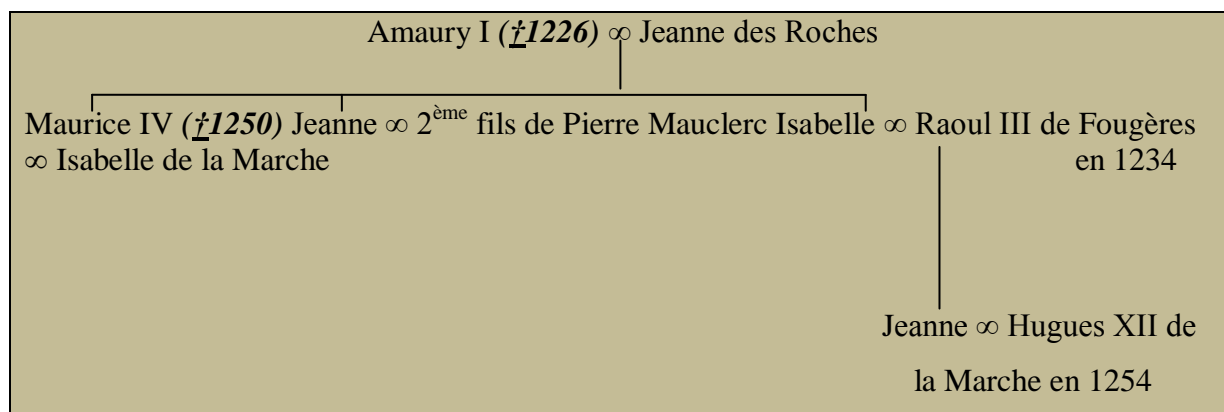 Amaury I (†1226) ∞ Jeanne des Roches
Maurice IV (†1250) Jeanne ∞ 2ème fils de Pierre Mauclerc Isabelle ∞ Raoul III de Fougères
∞ Isabelle de la Marche en 1234
Jeanne ∞ Hugues XII de
la Marche en 1254